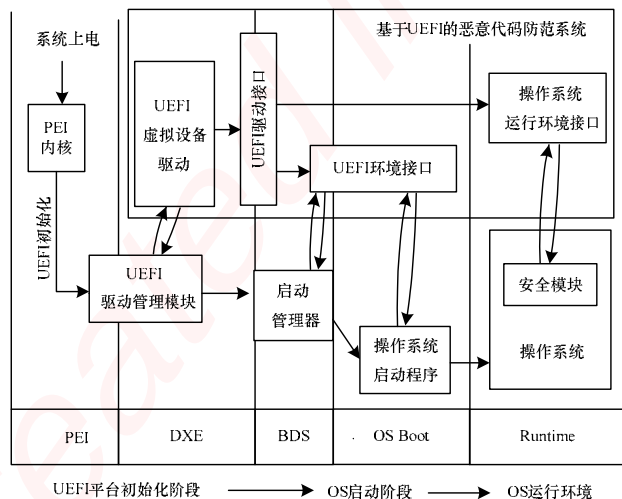 基于UEFI的恶意代码防范系统
系统上电
PEI
内核
UEFI初始化
UEFI
虚拟设备
驱动
UEFI驱动接口
UEFI环境接口
操作系统
运行环境接口
UEFI
驱动管理模块
启动
管理器
操作系统
启动程序
安全模块
操作系统
PEI
DXE
BDS
OS Boot
Runtime
UEFI平台初始化阶段
OS启动阶段
OS运行环境